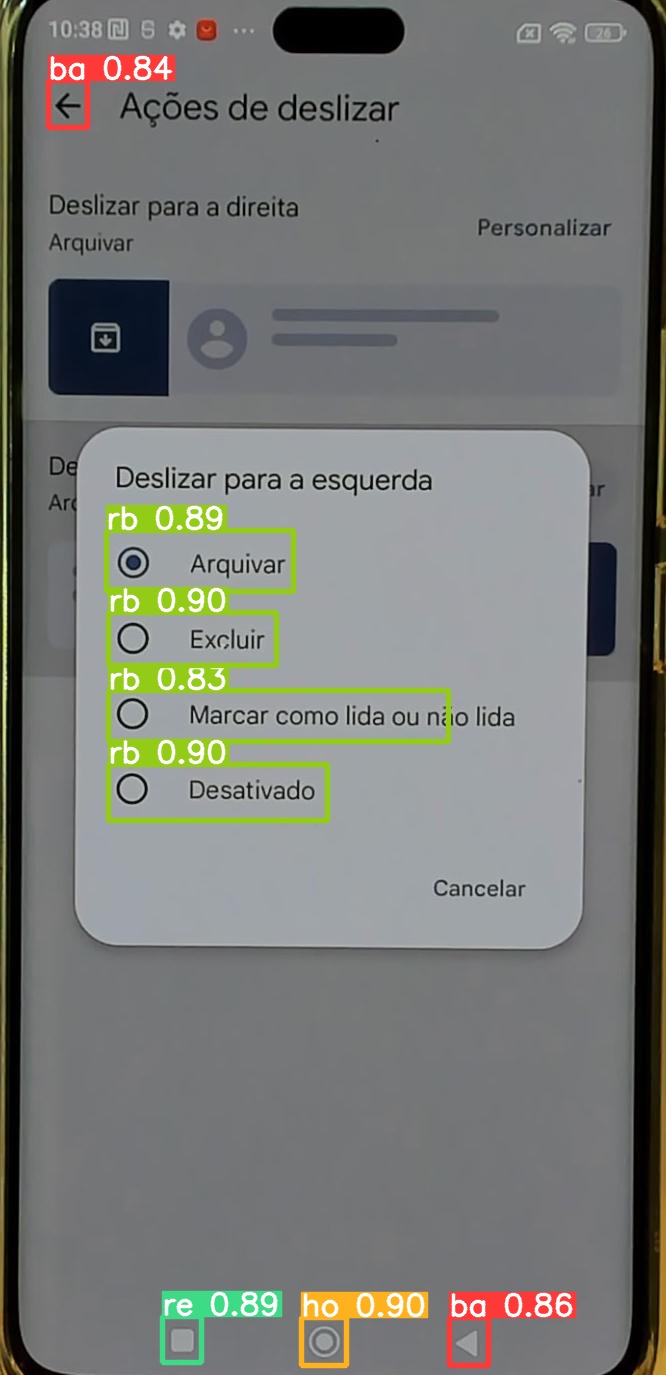 10:38
26
ba 0.84
Ações de deslizar
Deslizar para a direita
Arquivar
Personalizar
De
Arq
ar
Deslizar para a esquerda
rb 0.89
Arquivar
rb 0.90
Excluir
rb 0.83
Marcar como lida ou não lida
rb 0.90
Desativado
Cancelar
re 0.89
ho 0.90
ba 0.86